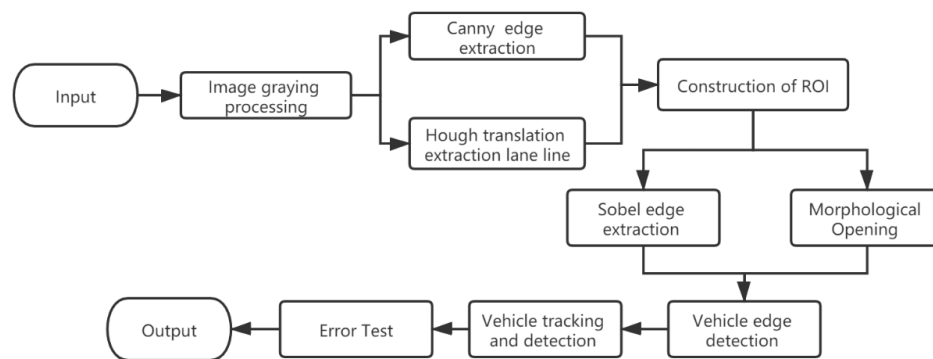 Input
Image graying
processing
Canny edge
extraction
Hough translation
extraction lane line
Construction of ROI
Sobel edge
extraction
Morphological
Opening
Vehicle edge
detection
Vehicle tracking
and detection
Error Test
Output